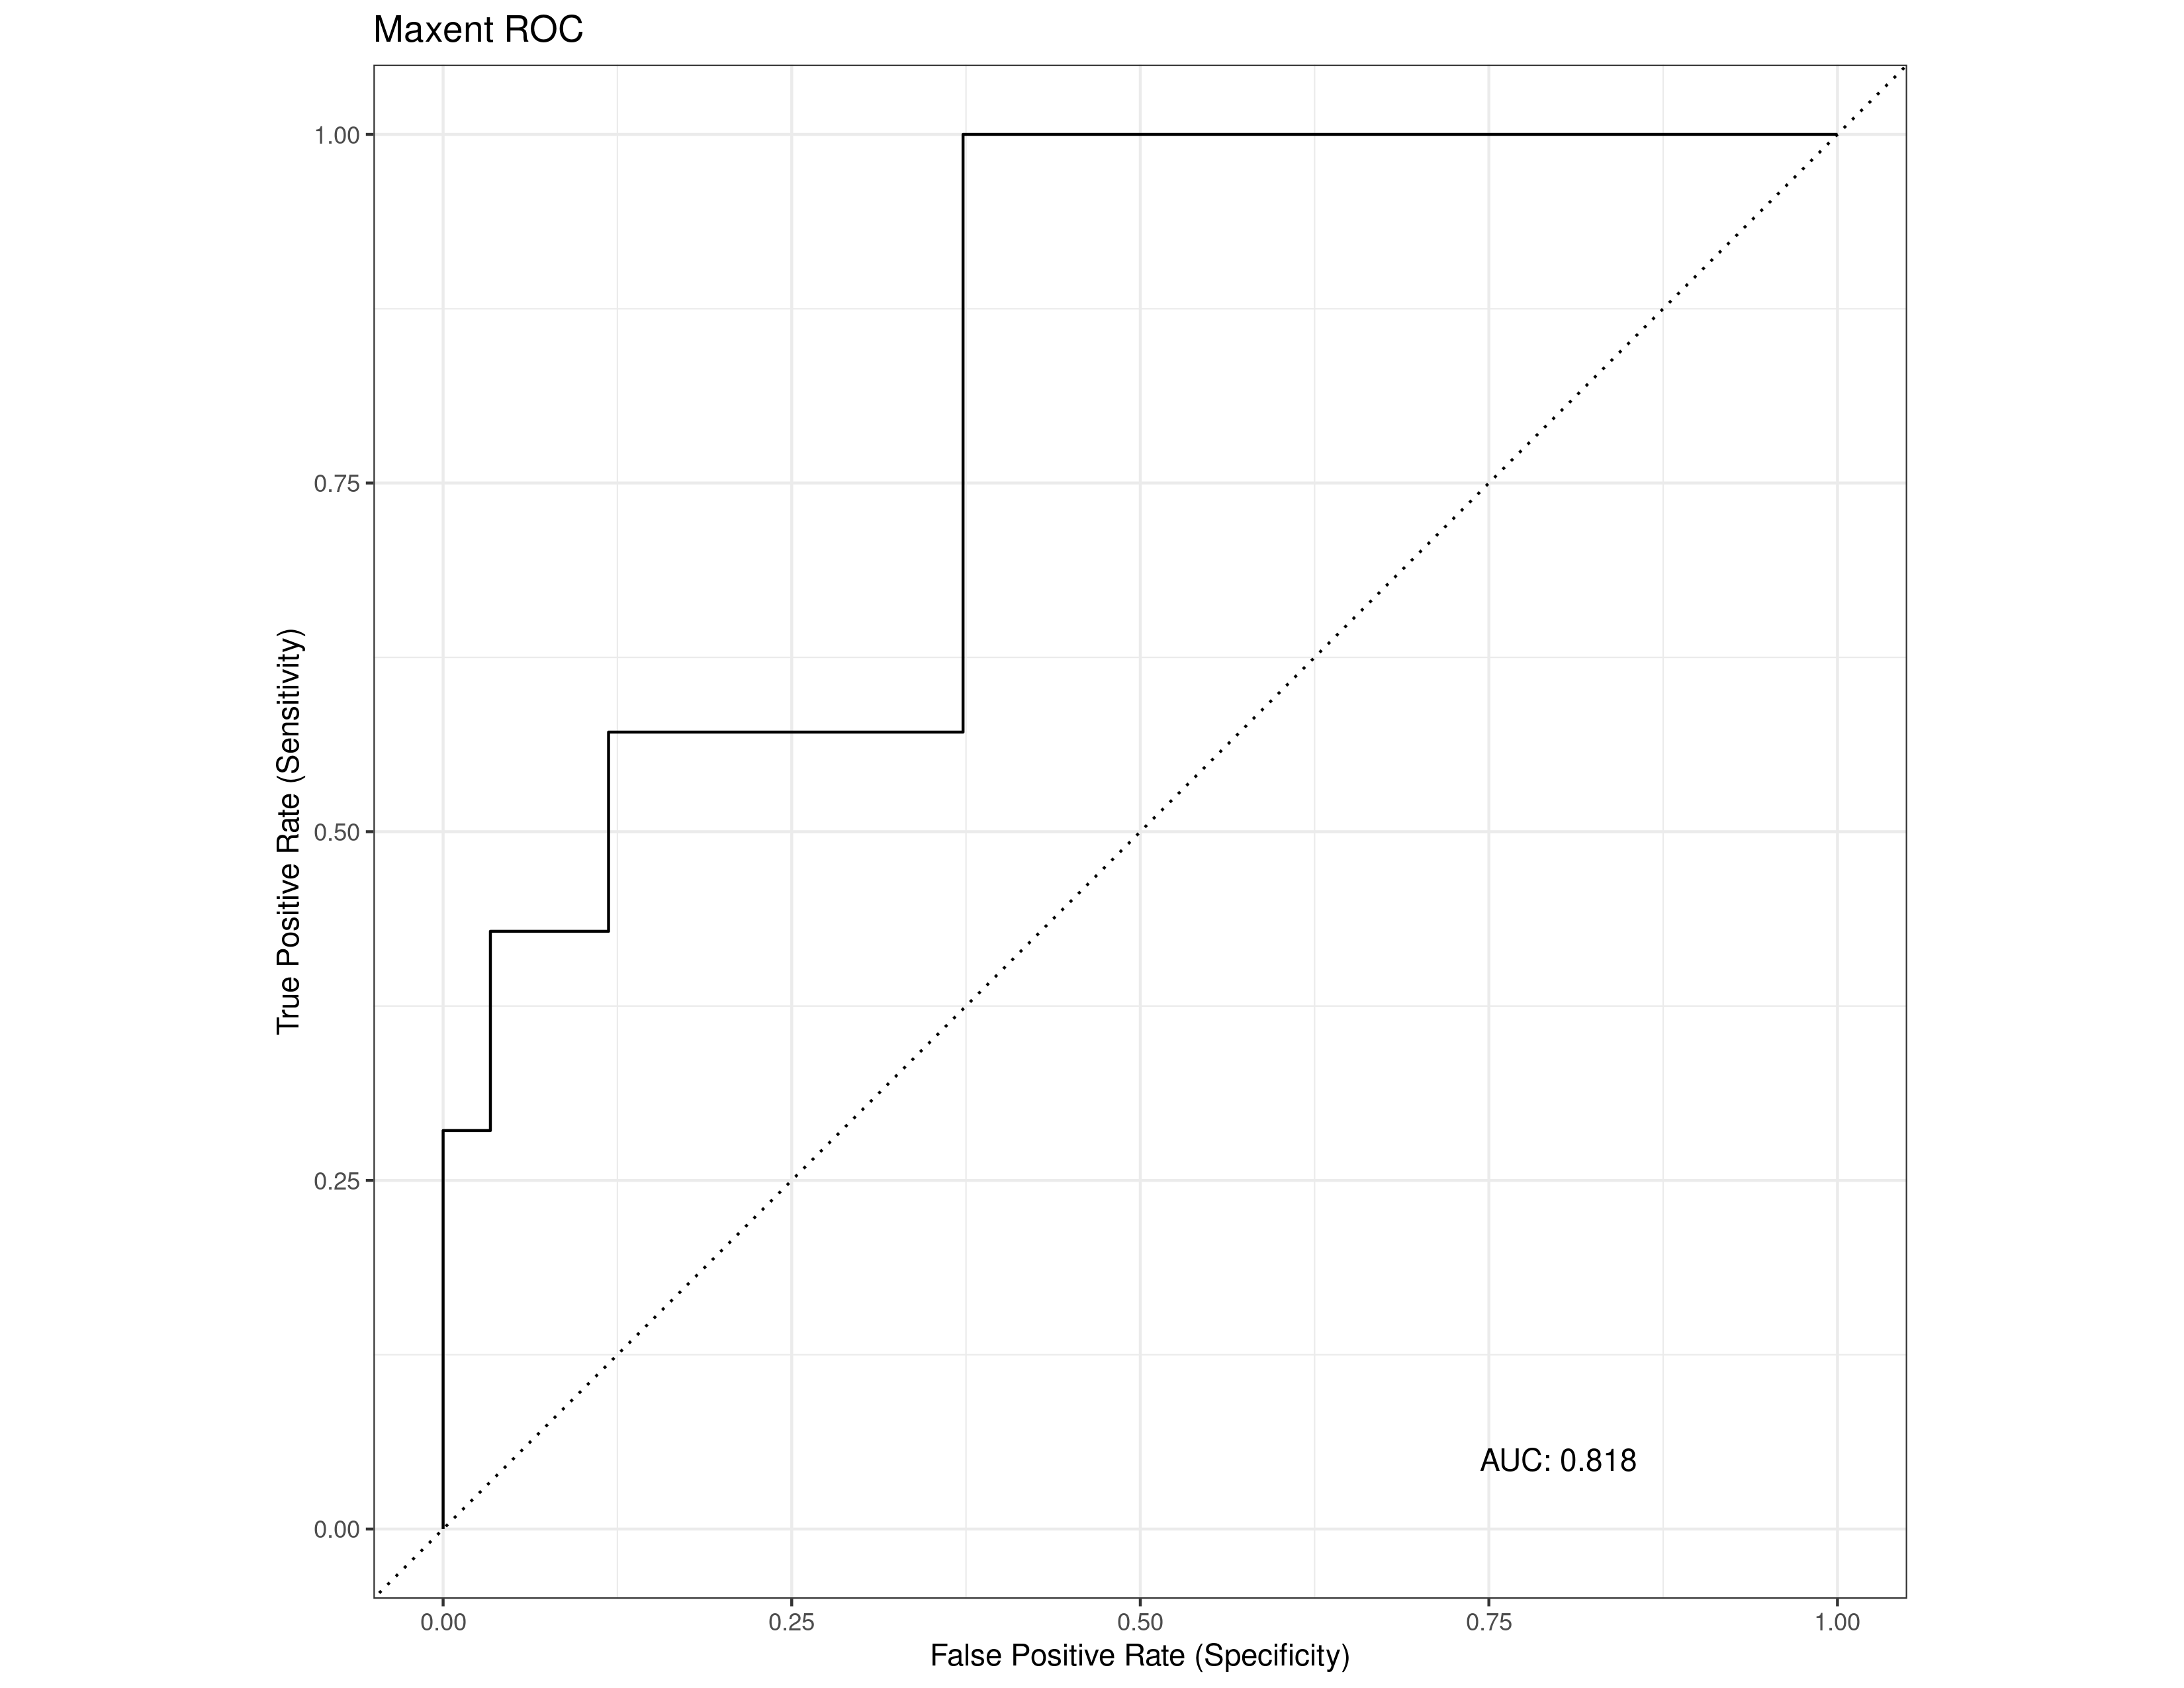 Maxent ROC
True Positive Rate (Sensitivity)
1.00
0.75
0.50
0.25
0.00
AUC: 0.818
0.00 0.25 0.50 0.75 1.00
False Positive Rate (Specificity)